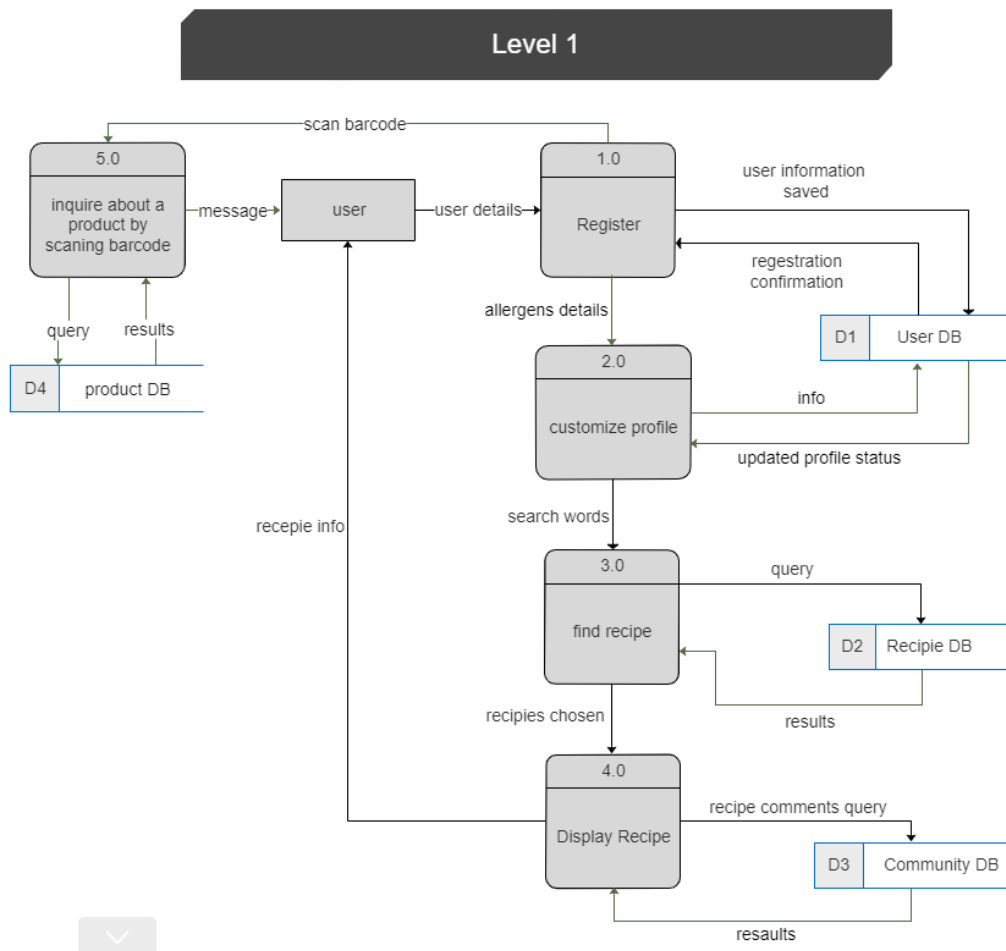 Level 1
scan barcode
5.0
inquire about a
product by
scaning barcode
message
user
user details
1.0
Register
user information
saved
regestration
confirmation
query
results
allergens details
D1
User DB
D4
product DB
2.0
customize profile
info
updated profile status
recepie info
search words
3.0
find recipe
query
D2
Recipie DB
results
recipies chosen
4.0
Display Recipe
recipe comments query
D3
Community DB
resaults